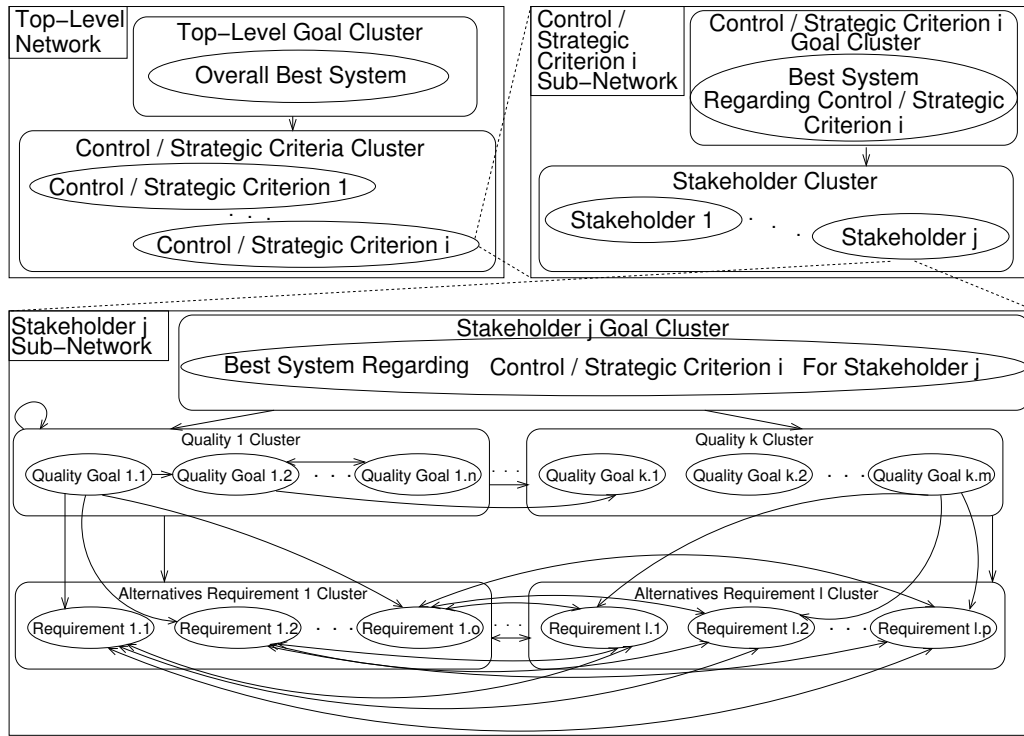 Top−Level
Network
Top−Level Goal Cluster
Overall Best System
Control / Strategic Criteria Cluster
Control / Strategic Criterion 1
. . .
Control / Strategic Criterion i
Control /
Strategic
Criterion i
Sub−Network
Control / Strategic Criterion i
Goal Cluster
Best System
Regarding Control / Strategic
Criterion i
Stakeholder Cluster
Stakeholder 1
. . .
Stakeholder j
Stakeholder j
Sub−Network
Stakeholder j Goal Cluster
Best System Regarding Control / Strategic Criterion i For Stakeholder j
Quality 1 Cluster
Quality Goal 1.1
Quality Goal 1.2
. . .
Quality Goal 1.n
. . .
Quality k Cluster
Quality Goal k.1
Quality Goal k.2
. . .
Quality Goal k.m
Alternatives Requirement 1 Cluster
Requirement 1.1
Requirement 1.2
. . .
Requirement 1.o
. . .
Alternatives Requirement l Cluster
Requirement l.1
Requirement l.2
. . .
Requirement l.p